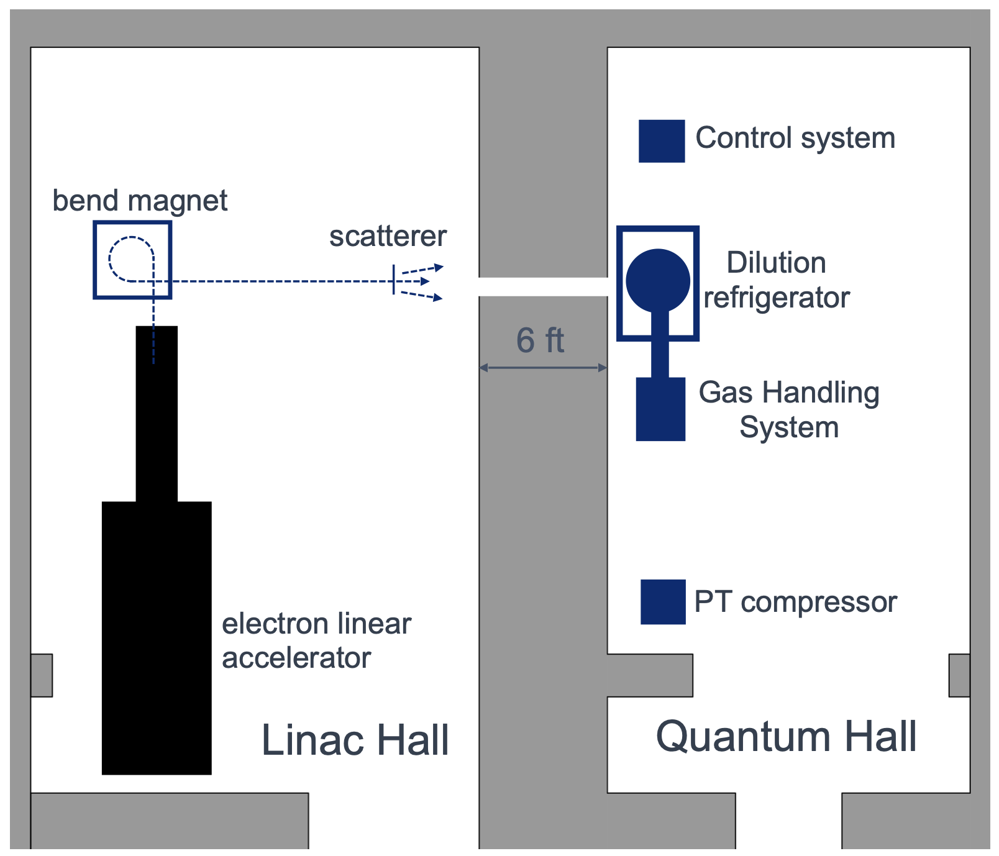 Control system
bend magnet
scatterer
Dilution
refrigerator
6 ft
Gas Handling
System
PT compressor
electron linear
accelerator
Linac Hall
Quantum Hall